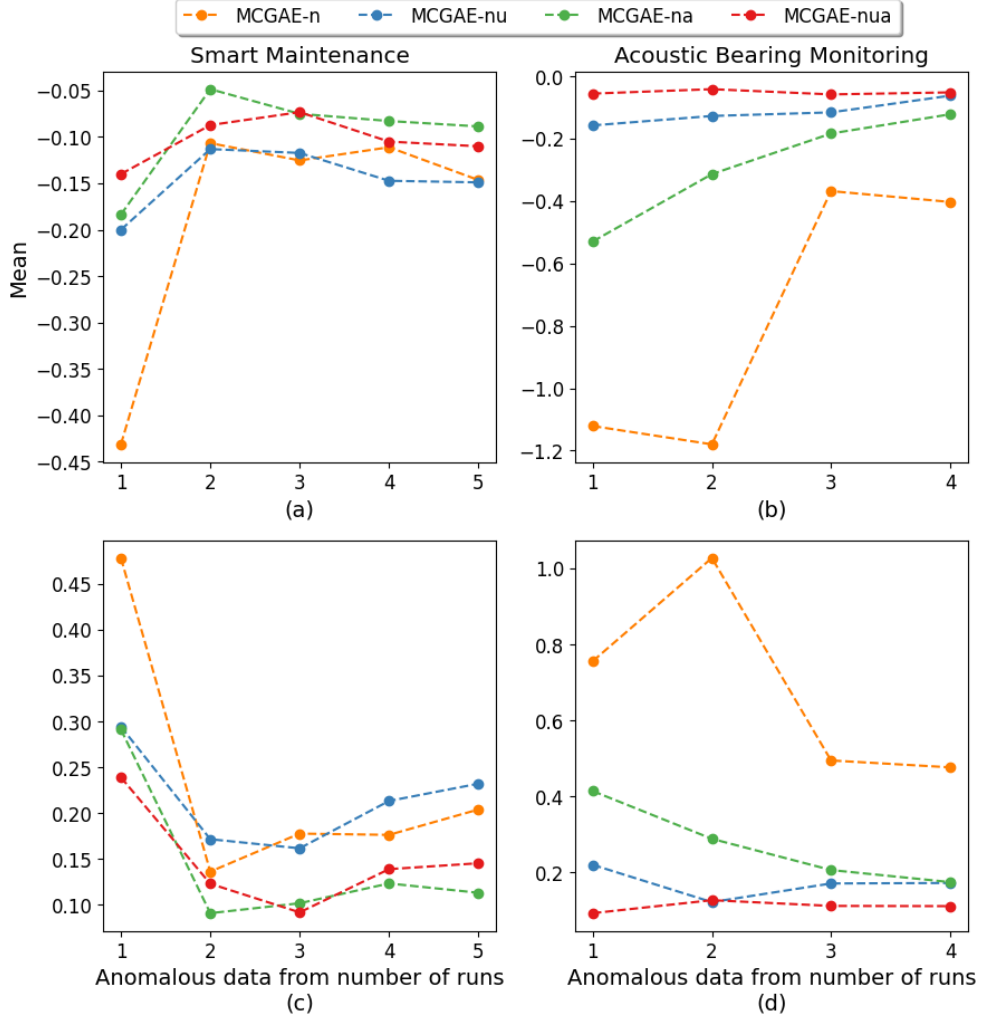 MCGAE-n MCGAE-nu MCGAE-na MCGAE-nua
Smart Maintenance
Mean
−0.05
−0.10
−0.15
−0.20
−0.25
−0.30
−0.35
−0.40
−0.45
1 2 3 4 5
(a)
Acoustic Bearing Monitoring
0.0
−0.2
−0.4
−0.6
−0.8
−1.0
−1.2
1 2 3 4
(b)
0.45
0.40
0.35
0.30
0.25
0.20
0.15
0.10
1 2 3 4 5
Anomalous data from number of runs
(c)
1.0
0.8
0.6
0.4
0.2
1 2 3 4
Anomalous data from number of runs
(d)